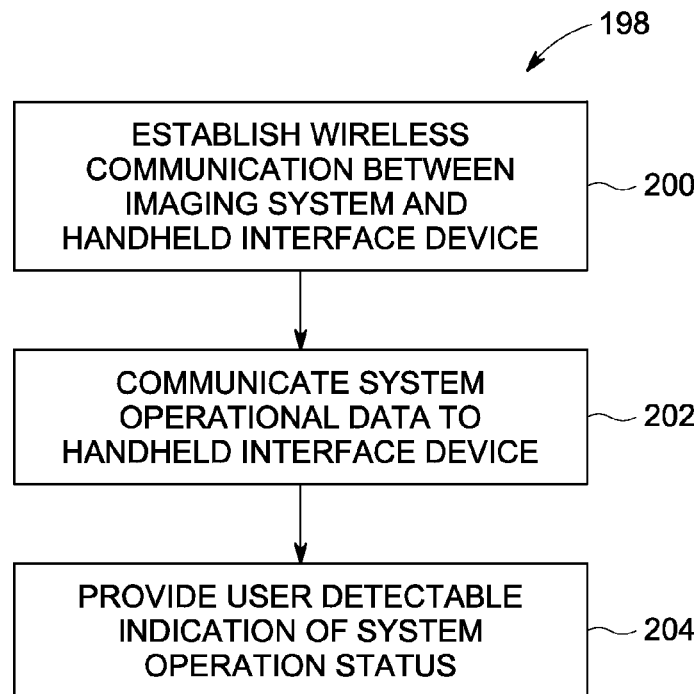 198
ESTABLISH WIRELESS
COMMUNICATION BETWEEN
IMAGING SYSTEM AND
HANDHELD INTERFACE DEVICE
200
COMMUNICATE SYSTEM
OPERATIONAL DATA TO
HANDHELD INTERFACE DEVICE
202
PROVIDE USER DETECTABLE
INDICATION OF SYSTEM
OPERATION STATUS
204